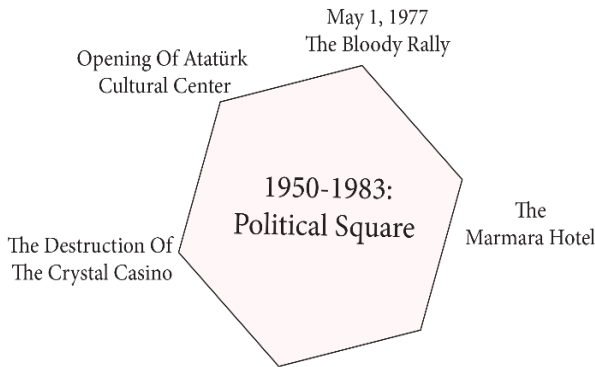 May 1, 1977
The Bloody Rally
Opening Of Atatürk
Cultural Center
1950-1983:
Political Square
The
Marmara Hotel
The Destruction Of
The Crystal Casino